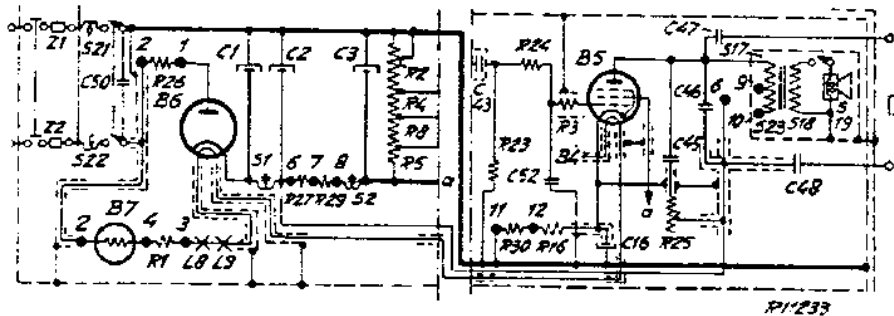 Z1 S21 2 1 C1 C2 C3 C47 S17
R26 R2 C43 R24 B5 C46 6 9
C50 B6 R4 R3 10 S23 S18 S 19
Z2 R8 R23 B4 C45
S22 S1 6 7 8 R5 C52
R27 R29 S2 a a C48
B7 11 12
2 4 3 R30 R16 C16 R25
R1 L8 L9
R11233